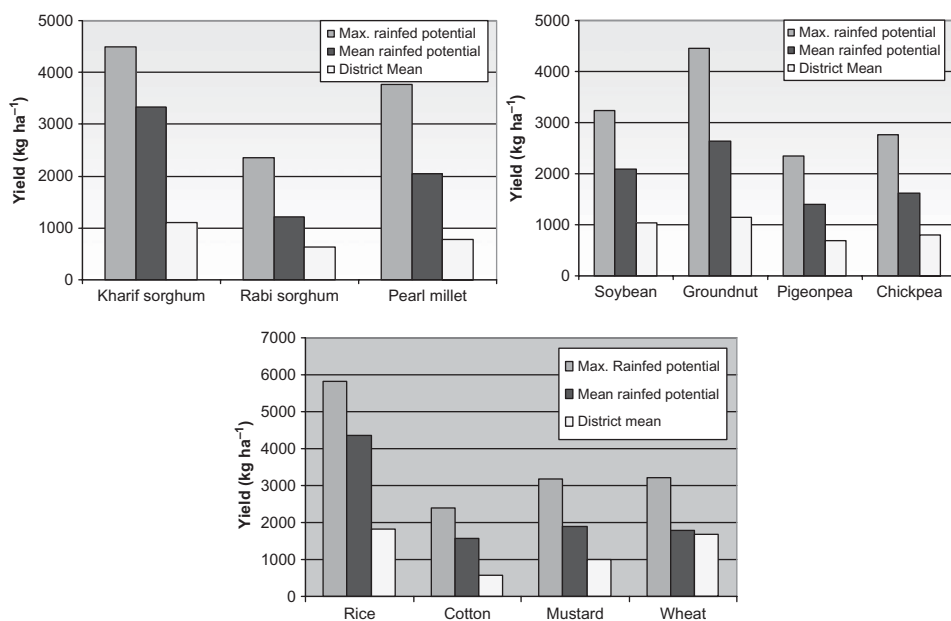 5000
4000
3000
2000
1000
0
Yield (kg ha⁻¹)
Max. rainfed potential
Mean rainfed potential
District Mean
Kharif sorghum Rabi sorghum Pearl millet
5000
4000
3000
2000
1000
0
Yield (kg ha⁻¹)
Max. rainfed potential
Mean rainfed potential
District Mean
Soybean Groundnut Pigeonpea Chickpea
7000
6000
5000
4000
3000
2000
1000
0
Yield (kg ha⁻¹)
Max. Rainfed potential
Mean rainfed potential
District mean
Rice Cotton Mustard Wheat